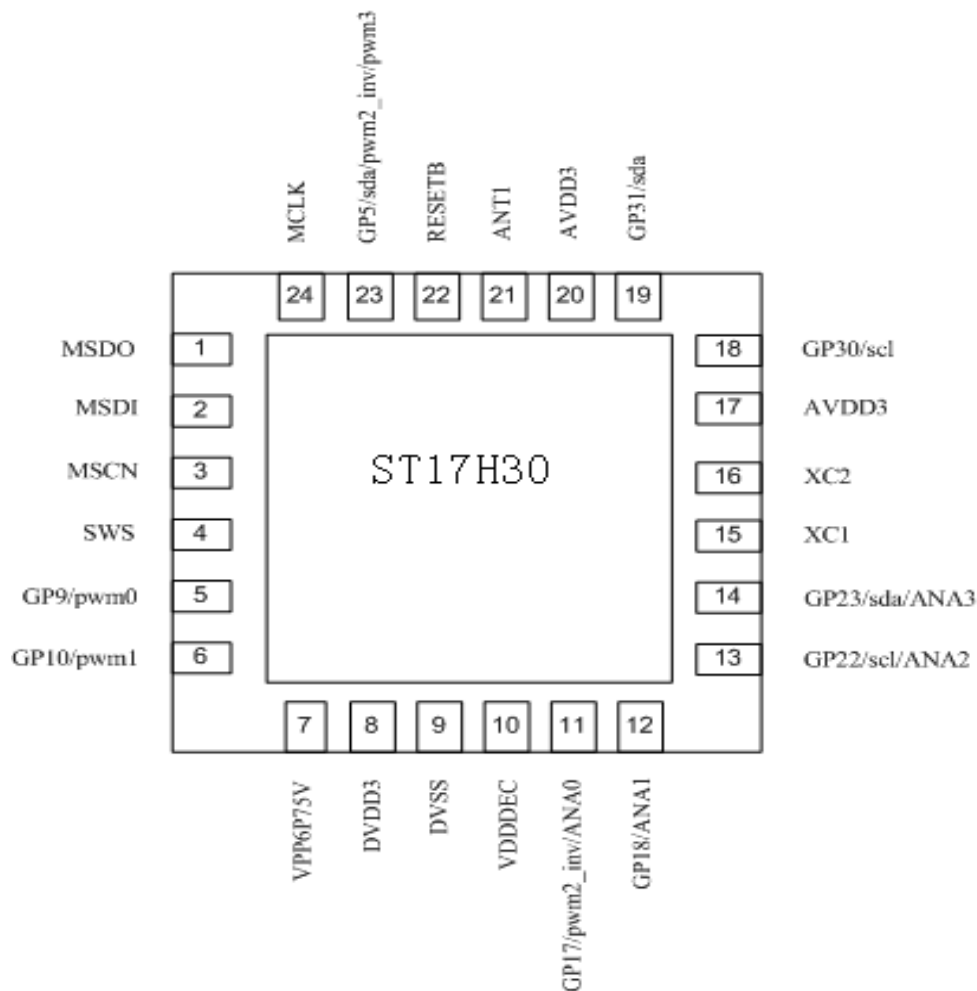 MCLK
GP5/sda/pwm2_inv/pwm3
RESETB
ANT1
AVDD3
GP31/sda
24
23
22
21
20
19
MSDO
1
18
GP30/scl
MSDI
2
17
AVDD3
MSCN
3
ST17H30
16
XC2
SWS
4
15
XC1
GP9/pwm0
5
14
GP23/sda/ANA3
GP10/pwm1
6
13
GP22/scl/ANA2
7
8
9
10
11
12
VPP6P75V
DVDD3
DVSS
VDDDEC
GP17/pwm2_inv/ANA0
GP18/ANA1